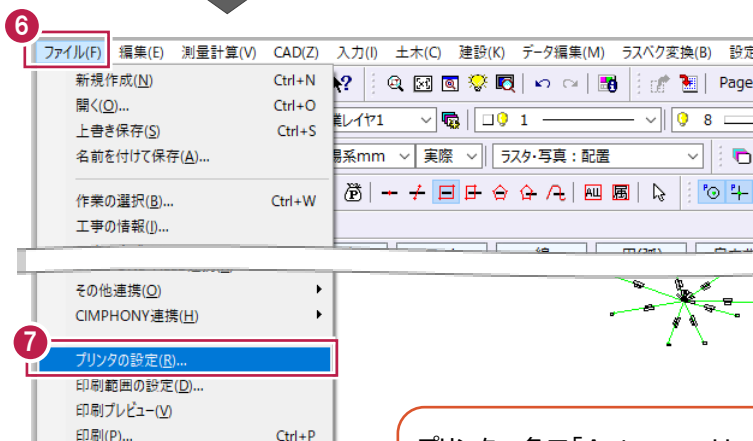 6
ファイル(F) 編集(E) 測量計算(V) CAD(Z) 入力(I) 土木(C) 建設(K) データ編集(M) ラスベク変換(B) 設定
新規作成(N) Ctrl+N
Page
開く(O)... Ctrl+O
上書き保存(S) Ctrl+S
業レイヤ1 1 8
名前を付けて保存(A)...
系mm 実際 ラスタ・写真：配置
作業の選択(B)... Ctrl+W
ALL 属
工事の情報(J)...
その他連携(O)
CIMPHONY連携(H)
7
プリンタの設定(R)...
印刷範囲の設定(D)...
印刷プレビュー(V)
印刷(P)... Ctrl+P